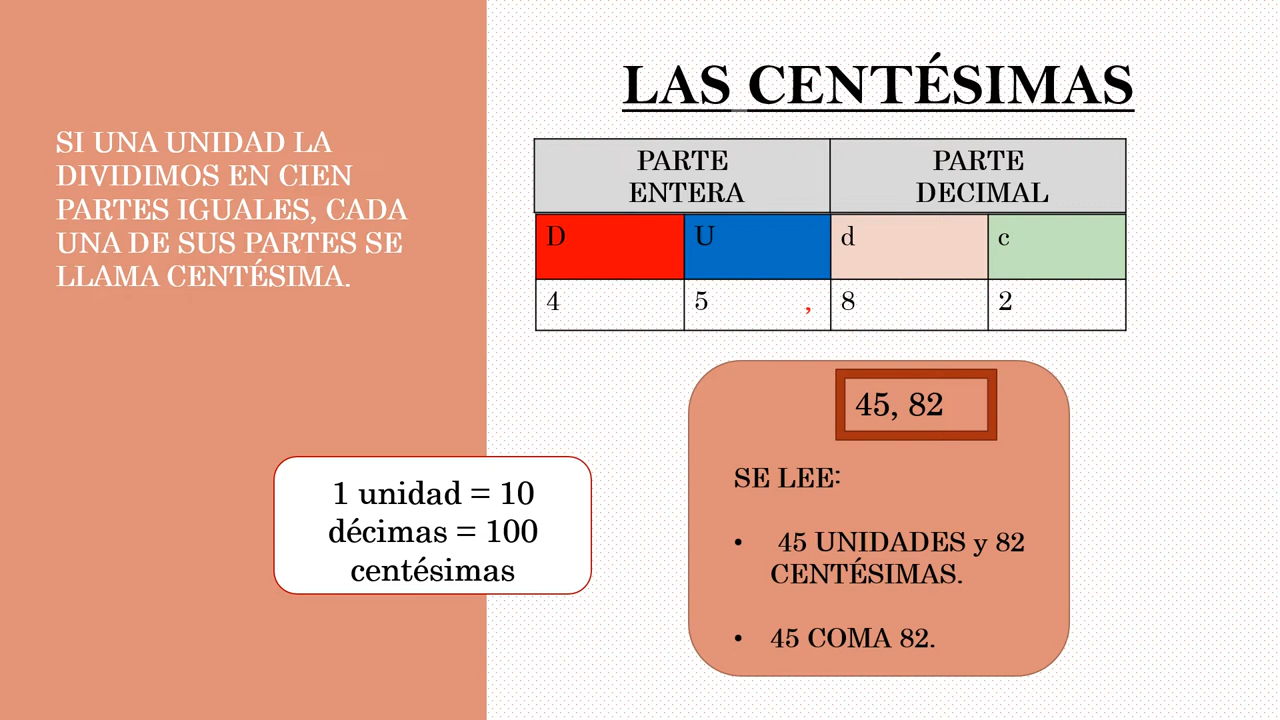 LAS CENTÉSIMAS
SI UNA UNIDAD LA
DIVIDIMOS EN CIEN
PARTES IGUALES, CADA
UNA DE SUS PARTES SE
LLAMA CENTÉSIMA.
PARTE ENTERA PARTE DECIMAL
D U d c
4 5 , 8 2
1 unidad = 10
décimas = 100
centésimas
45, 82
SE LEE:
• 45 UNIDADES y 82
CENTÉSIMAS.
• 45 COMA 82.